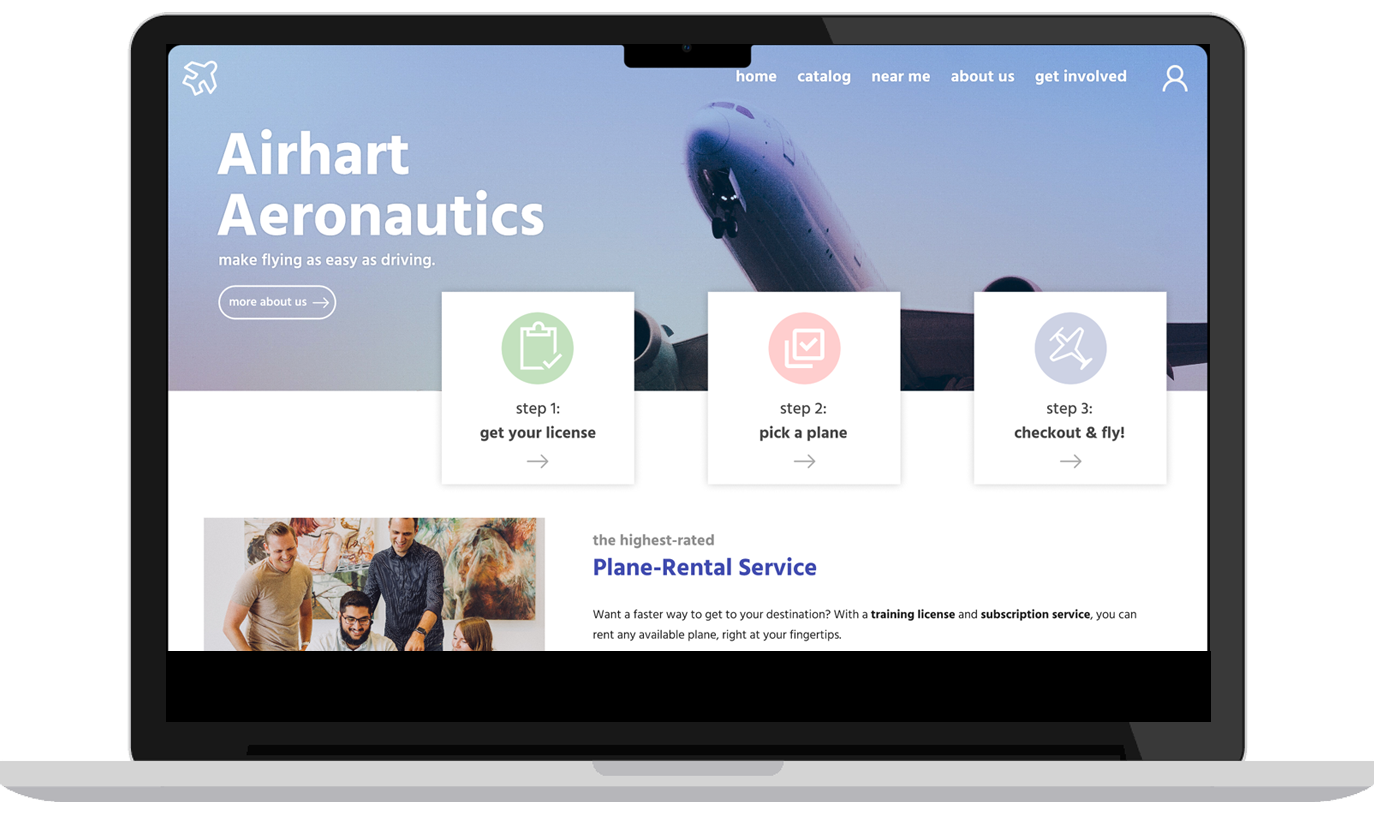 home catalog near me about us get involved
Airhart
Aeronautics
make flying as easy as driving.
more about us
step 1:
get your license
step 2:
pick a plane
step 3:
checkout & fly!
the highest-rated
Plane-Rental Service
Want a faster way to get to your destination? With a training license and subscription service, you can
rent any available plane, right at your fingertips.